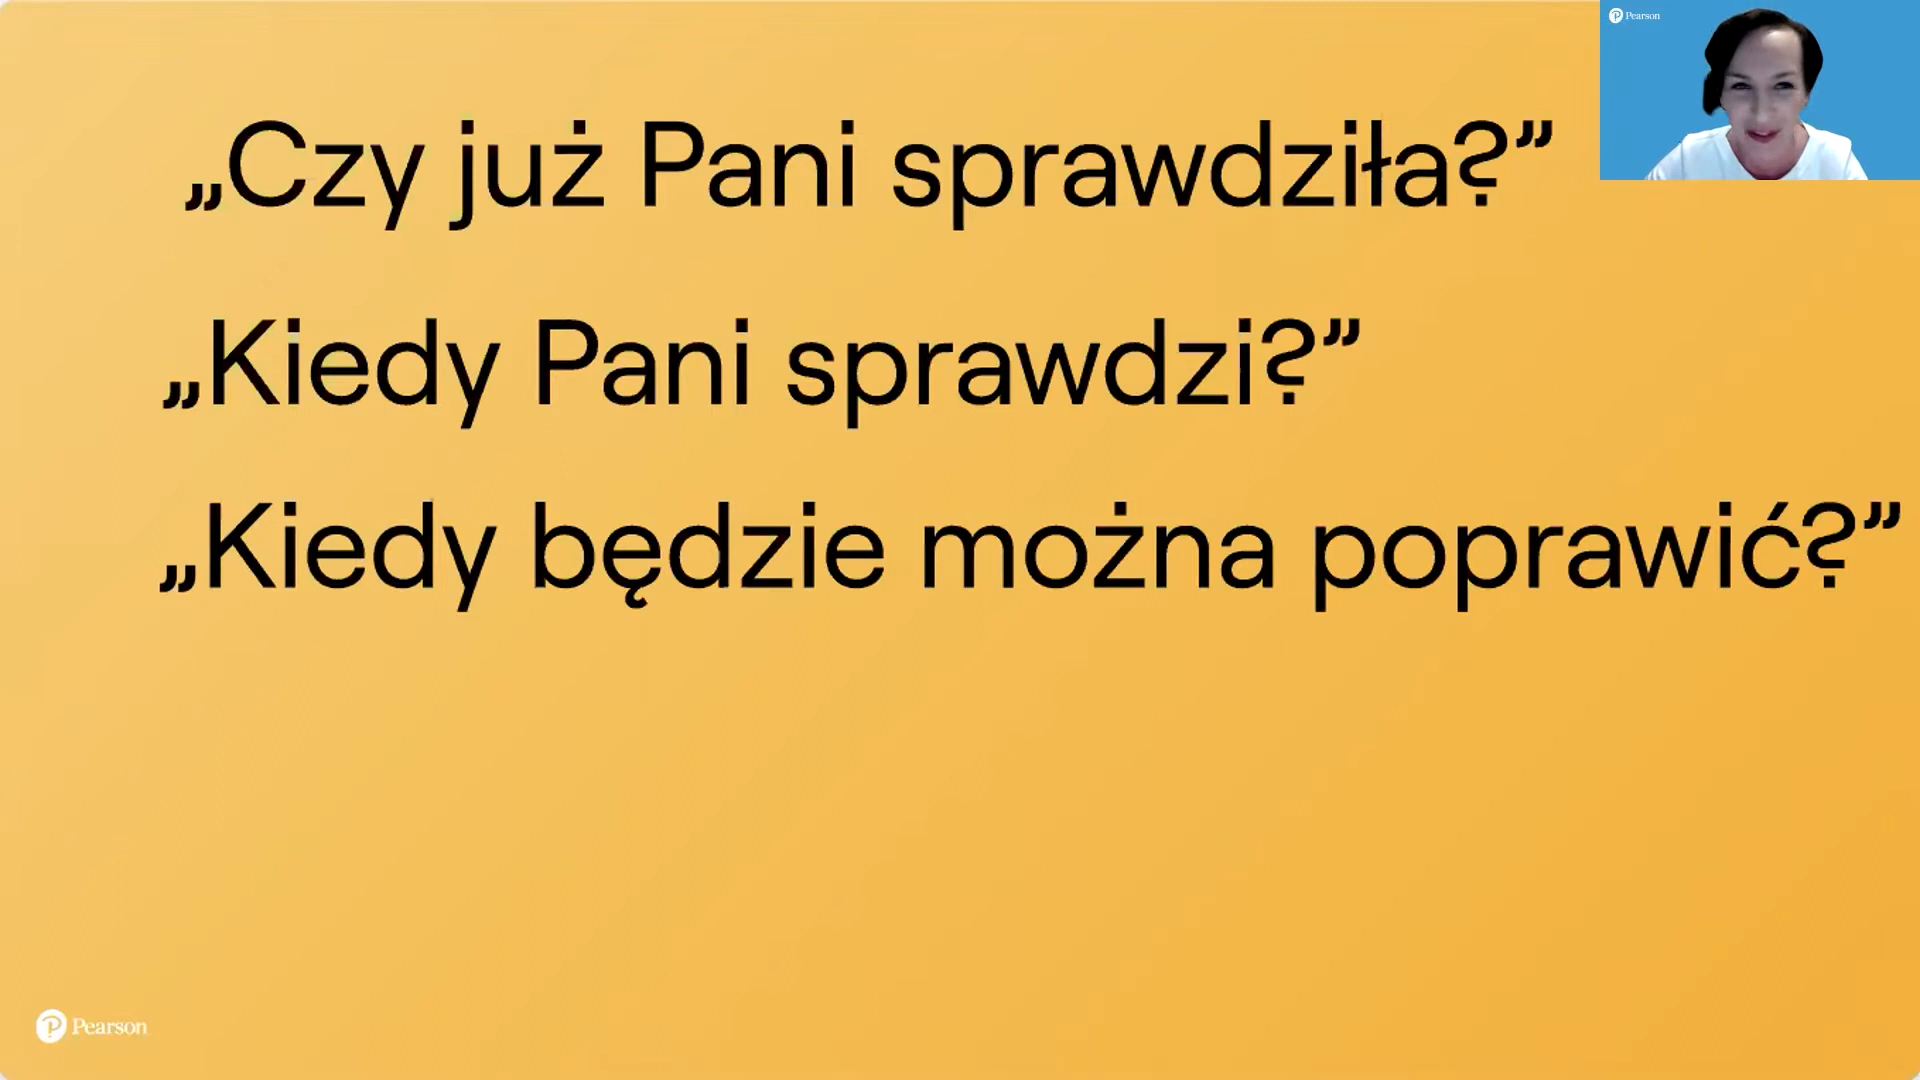 Pearson
„Czy już Pani sprawdziła?”
„Kiedy Pani sprawdzi?”
„Kiedy będzie można poprawić?”
Pearson